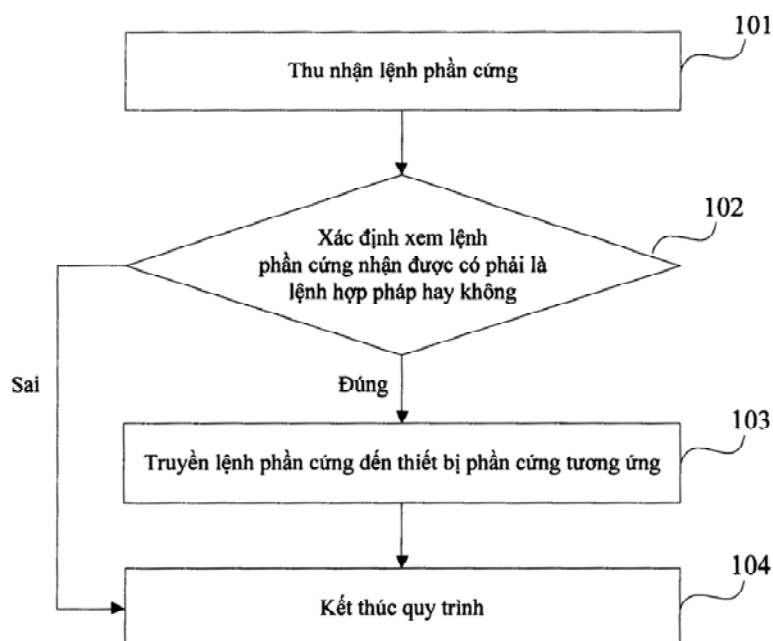 101
Thu nhận lệnh phần cứng
102
Xác định xem lệnh
phần cứng nhận được có phải là
lệnh hợp pháp hay không
Sai
Đúng
103
Truyền lệnh phần cứng đến thiết bị phần cứng tương ứng
104
Kết thúc quy trình